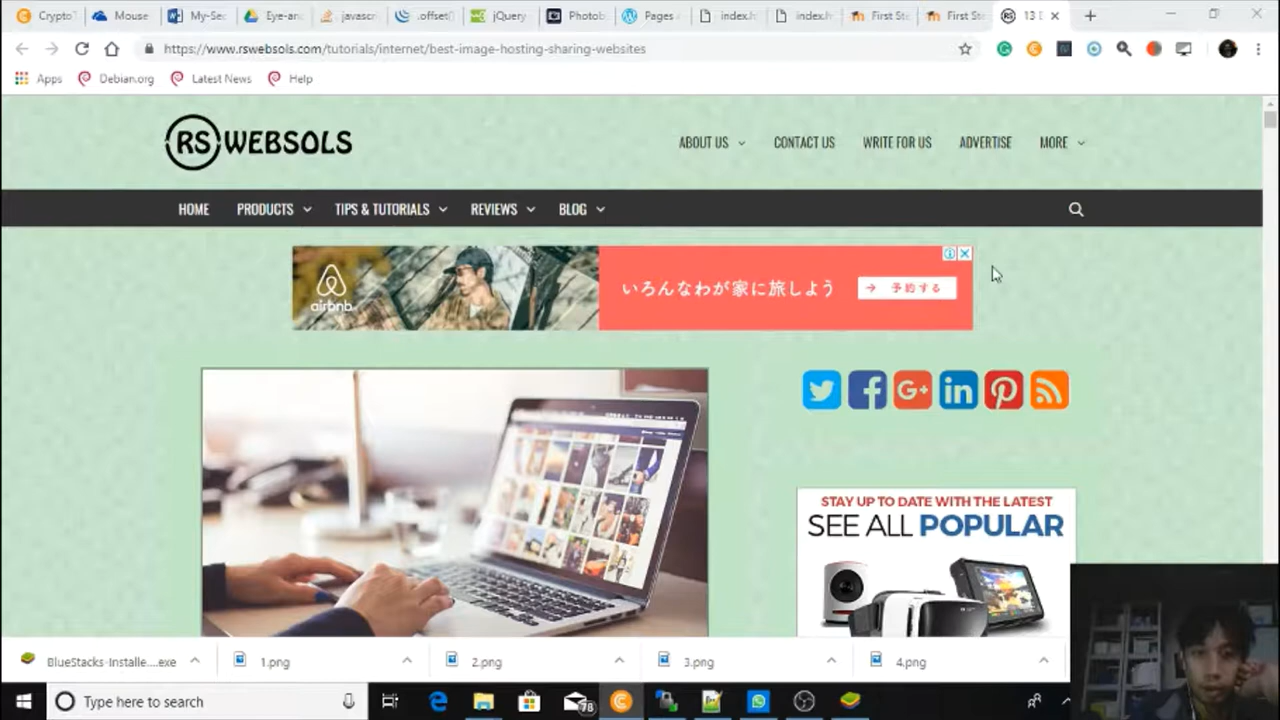 CryptoT
Mouse
My-Sec
Eye-and
javascri
.offset()
jQuery
Photob
Pages
index.h
index.h
First St
First St
13 B
https://www.rswebsols.com/tutorials/internet/best-image-hosting-sharing-websites
Apps
Debian.org
Latest News
Help
RS WEBSOLS
ABOUT US
CONTACT US
WRITE FOR US
ADVERTISE
MORE
HOME
PRODUCTS
TIPS & TUTORIALS
REVIEWS
BLOG
airbnb
いろんなわが家に旅しよう
予約する
STAY UP TO DATE WITH THE LATEST
SEE ALL POPULAR
BlueStacks-Installe....exe
1.png
2.png
3.png
4.png
Type here to search
78